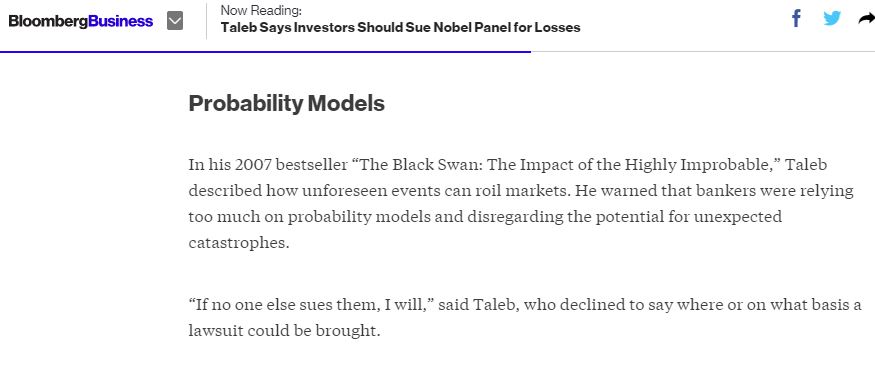 BloombergBusiness
Now Reading:
Taleb Says Investors Should Sue Nobel Panel for Losses
Probability Models
In his 2007 bestseller “The Black Swan: The Impact of the Highly Improbable,” Taleb
described how unforeseen events can roil markets. He warned that bankers were relying
too much on probability models and disregarding the potential for unexpected
catastrophes.
“If no one else sues them, I will,” said Taleb, who declined to say where or on what basis a
lawsuit could be brought.